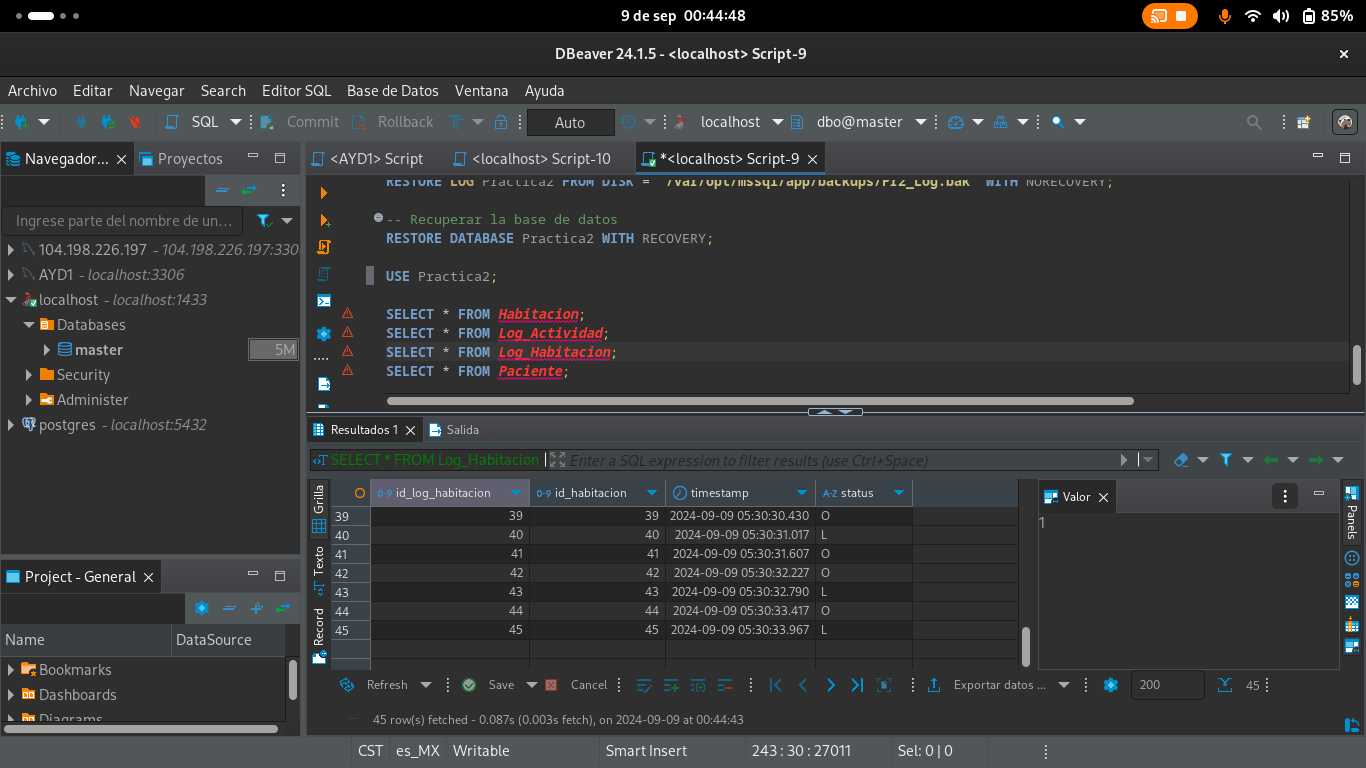 9 de sep 00:44:48
85%
DBeaver 24.1.5 - <localhost> Script-9
Archivo Editar Navegar Search Editor SQL Base de Datos Ventana Ayuda
SQL Commit Rollback Auto localhost dbo@master
Navegador... Proyectos
<AYD1> Script <localhost> Script-10 *<localhost> Script-9
Ingrese parte del nombre de un...
104.198.226.197 - 104.198.226.197:330
AYD1 - localhost:3306
localhost - localhost:1433
Databases
master 5M
Security
Administer
postgres - localhost:5432
RESTORE LOG Practica2 FROM DISK = '/var/opt/mssql/app/backups/P12_Log.bak' WITH NORECOVERY;
-- Recuperar la base de datos
RESTORE DATABASE Practica2 WITH RECOVERY;
USE Practica2;
SELECT * FROM Habitacion;
SELECT * FROM Log_Actividad;
SELECT * FROM Log_Habitacion;
SELECT * FROM Paciente;
Resultados 1 Salida
SELECT * FROM Log_Habitacion Enter a SQL expression to filter results (use Ctrl+Space)
Grilla
Texto
Record
id_log_habitacion id_habitacion timestamp status
39 39 39 2024-09-09 05:30:30.430 O
40 40 40 2024-09-09 05:30:31.017 L
41 41 41 2024-09-09 05:30:31.607 O
42 42 42 2024-09-09 05:30:32.227 O
43 43 43 2024-09-09 05:30:32.790 L
44 44 44 2024-09-09 05:30:33.417 O
45 45 45 2024-09-09 05:30:33.967 L
Valor
1
Panels
Refresh Save Cancel Exportar datos ... 200 45
45 row(s) fetched - 0.087s (0.003s fetch), on 2024-09-09 at 00:44:43
Project - General
Name DataSource
Bookmarks
Dashboards
Diagrams
CST es_MX Writable Smart Insert 243 : 30 : 27011 Sel: 0 | 0